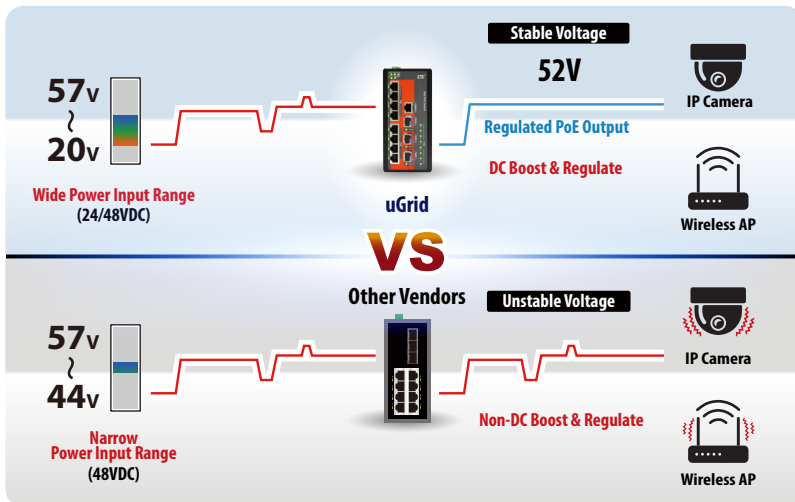 Stable Voltage
52V
57V
~
20V
IP Camera
Regulated PoE Output
DC Boost & Regulate
Wide Power Input Range
(24/48VDC)
uGrid
Wireless AP
VS
Other Vendors
Unstable Voltage
57V
~
44V
IP Camera
Non-DC Boost & Regulate
Narrow
Power Input Range
(48VDC)
Wireless AP